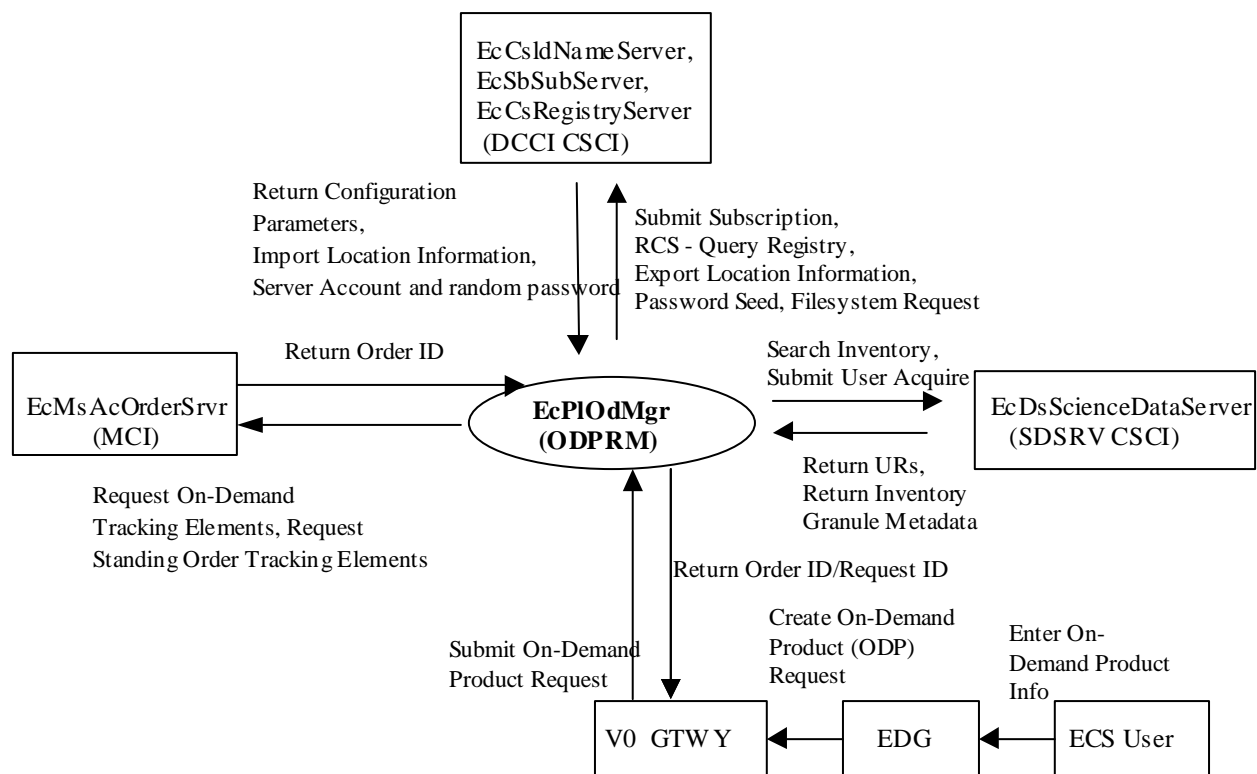 EcCsIdNameServer,
EcSbSubServer,
EcCsRegistryServer
(DCCI CSCI)
Return Configuration
Parameters,
Import Location Information,
Server Account and random password
Submit Subscription,
RCS - Query Registry,
Export Location Information,
Password Seed, Filesystem Request
Return Order ID
Search Inventory,
Submit User Acquire
EcMsAcOrderSrvr
(MCI)
EcPlOdMgr
(ODPRM)
EcDsScienceDataServer
(SDSRV CSCI)
Request On-Demand
Tracking Elements, Request
Standing Order Tracking Elements
Return URs,
Return Inventory
Granule Metadata
Return Order ID/Request ID
Submit On-Demand
Product Request
Create On-Demand
Product (ODP)
Request
Enter On-
Demand Product
Info
V0 GTWY
EDG
ECS User